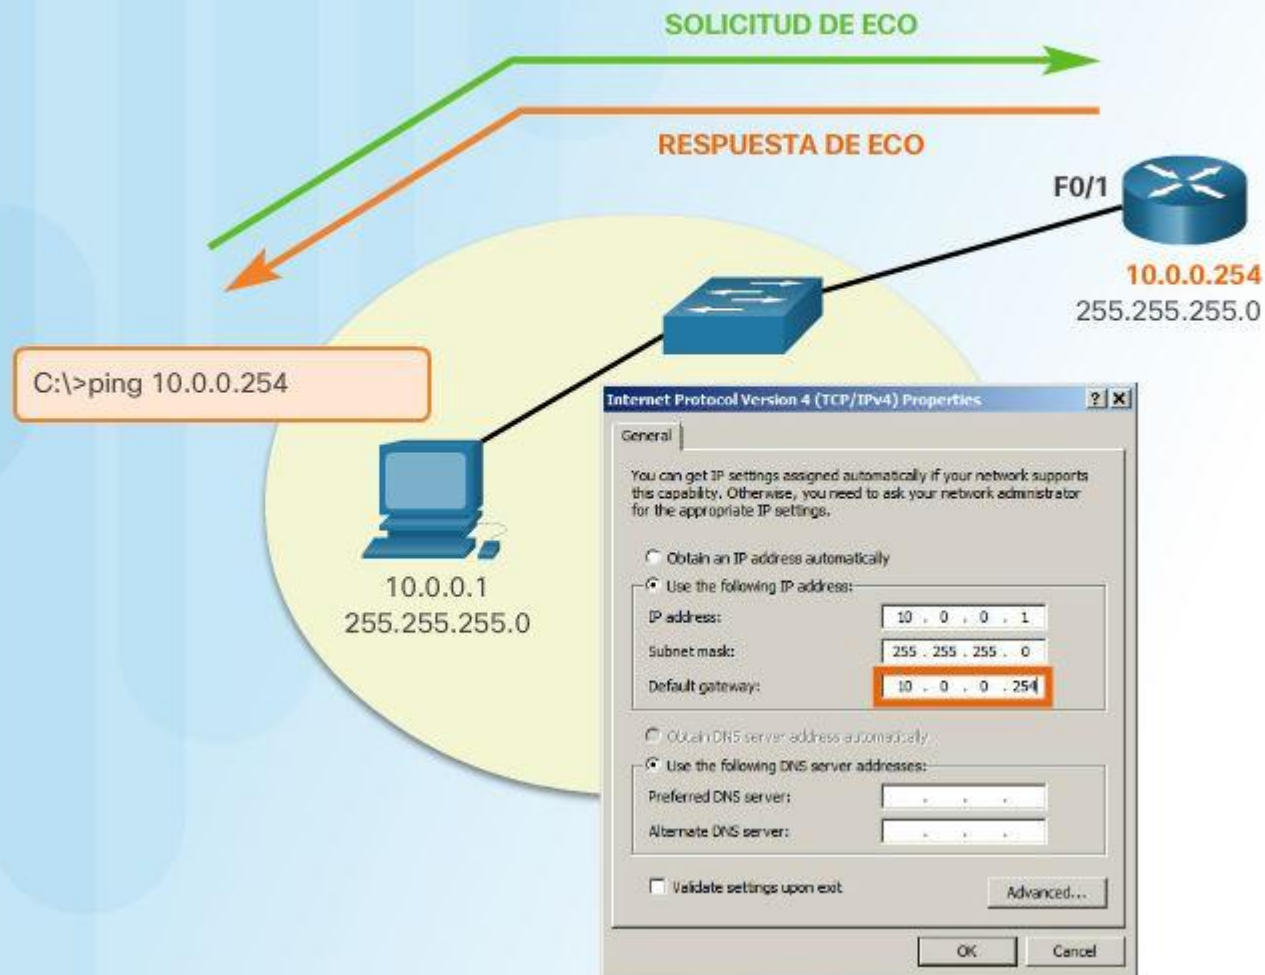 SOLICITUD DE ECO
RESPUESTA DE ECO
F0/1
10.0.0.254
255.255.255.0
C:\>ping 10.0.0.254
10.0.0.1
255.255.255.0
Internet Protocol Version 4 (TCP/IPv4) Properties
General
You can get IP settings assigned automatically if your network supports
this capability. Otherwise, you need to ask your network administrator
for the appropriate IP settings.
Obtain an IP address automatically
Use the following IP address:
IP address: 10 . 0 . 0 . 1
Subnet mask: 255 . 255 . 255 . 0
Default gateway: 10 . 0 . 0 . 254
Obtain DNS server address automatically
Use the following DNS server addresses:
Preferred DNS server: . . .
Alternate DNS server: . . .
Validate settings upon exit
Advanced...
OK
Cancel